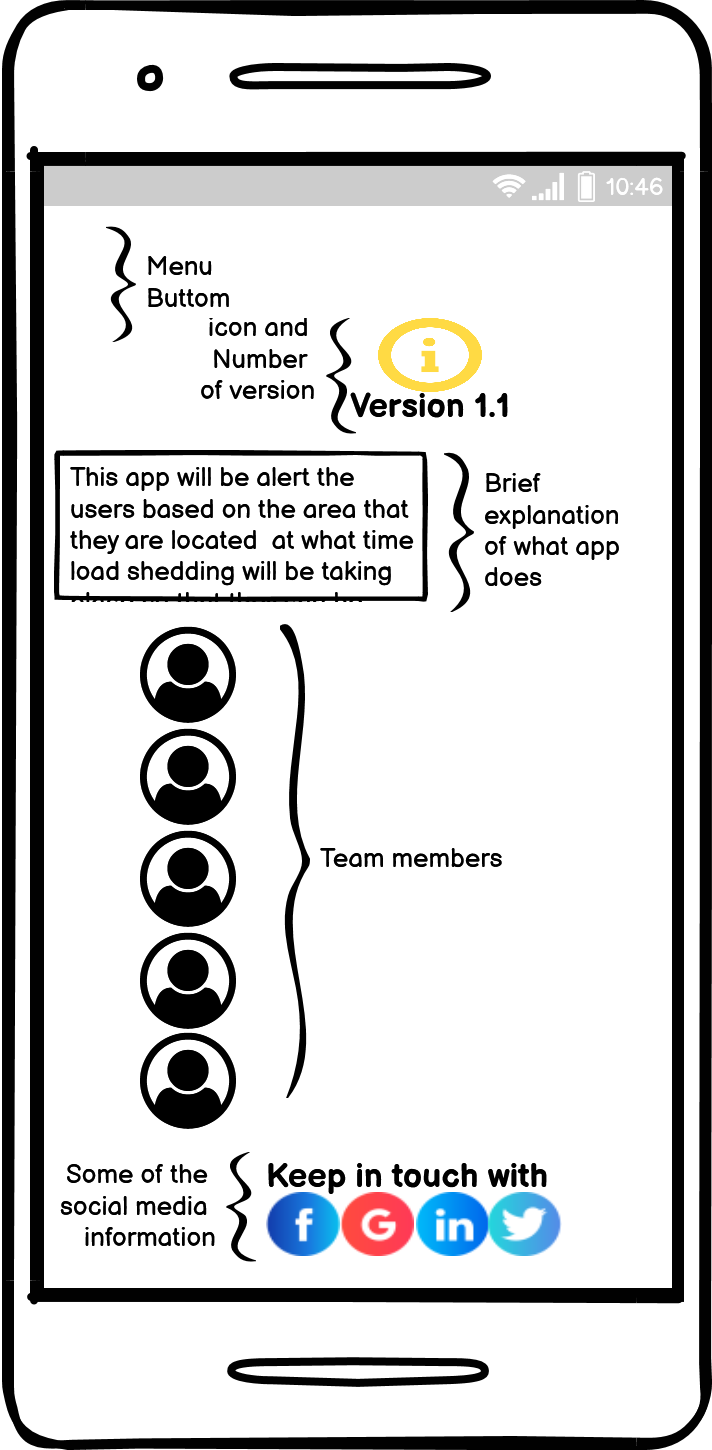 10:46
Menu
Buttom
icon and
Number
of version
i
Version 1.1
This app will be alert the
users based on the area that
they are located  at what time
load shedding will be taking
Brief
explanation
of what app
does
Team members
Some of the
social media
information
Keep in touch with
f G in